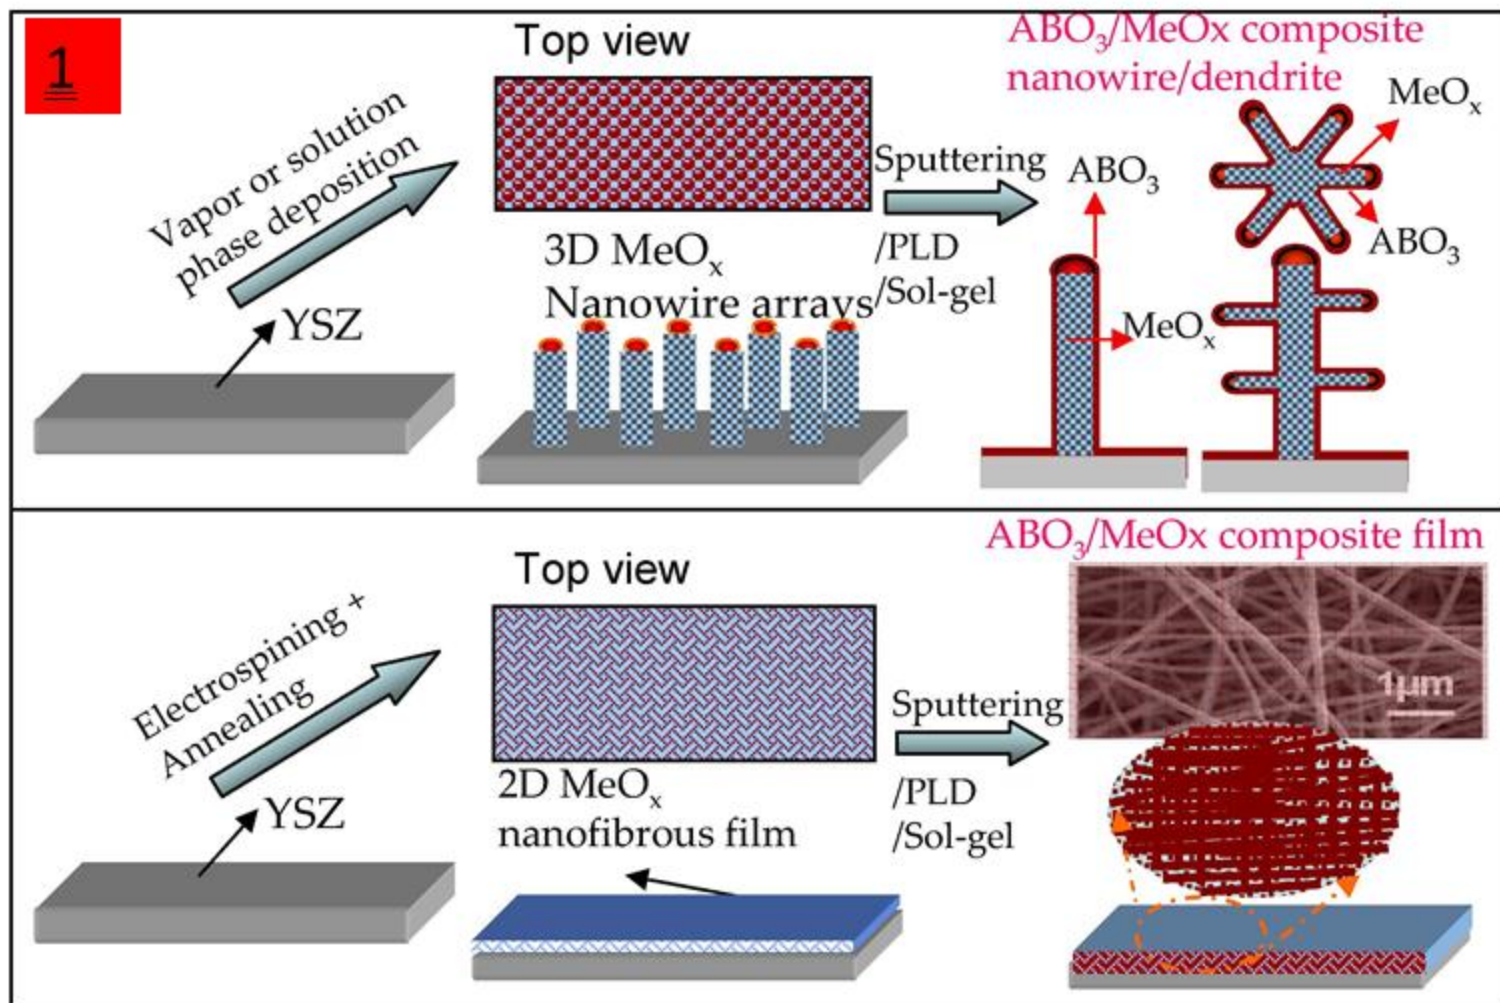 1
Top view
ABO₃/MeOx composite
nanowire/dendrite
Vapor or solution
phase deposition
YSZ
3D MeOₓ
Nanowire arrays
Sputtering
/PLD
/Sol-gel
ABO₃
MeOₓ
MeOₓ
ABO₃
Top view
ABO₃/MeOx composite film
Electrospining +
Annealing
YSZ
2D MeOₓ
nanofibrous film
Sputtering
/PLD
/Sol-gel
1µm